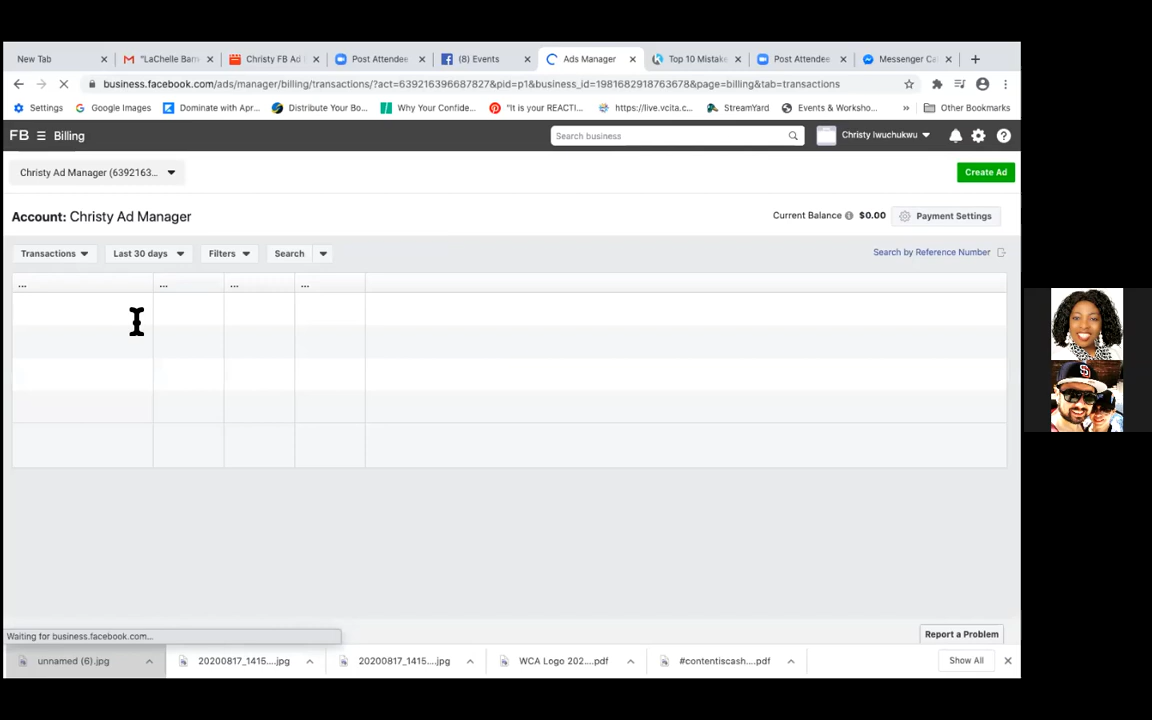 New Tab
"LaChelle Barn
Christy FB Ad
Post Attendee
(8) Events
Ads Manager
Top 10 Mistak
Post Attendee
Messenger Ca
business.facebook.com/ads/manager/billing/transactions/?act=639216396687827&pid=p1&business_id=1981682918763678&page=billing&tab=transactions
Settings
Google Images
Dominate with Apr...
Distribute Your Bo...
Why Your Confide...
"It is your REACTI...
https://live.vcita.c...
StreamYard
Events & Worksho...
»
Other Bookmarks
FB
Billing
Search business
Christy Iwuchukwu
Christy Ad Manager (6392163...
Create Ad
Account: Christy Ad Manager
Current Balance $0.00
Payment Settings
Transactions
Last 30 days
Filters
Search
Search by Reference Number
...
...
...
...
Waiting for business.facebook.com...
Report a Problem
unnamed (6).jpg
20200817_1415....jpg
20200817_1415....jpg
WCA Logo 202....pdf
#contentiscash....pdf
Show All